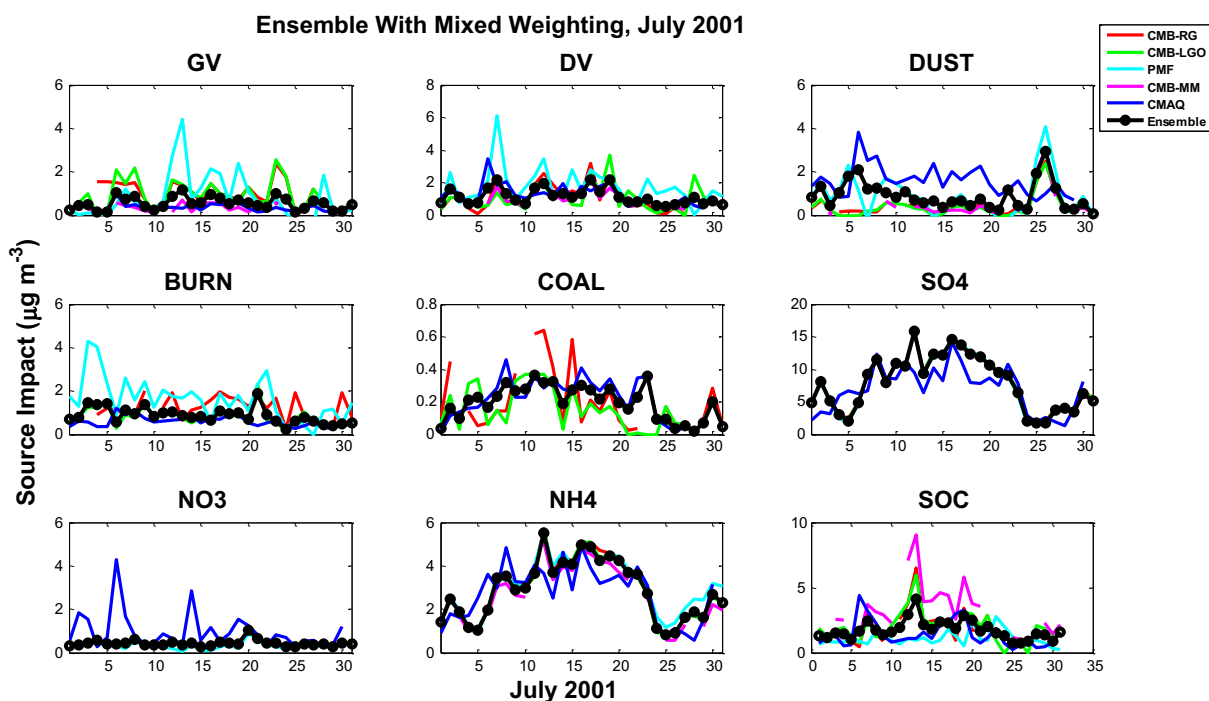 Ensemble With Mixed Weighting, July 2001
CMB-RG
CMB-LGO
PMF
CMB-MM
CMAQ
Ensemble
Source Impact (µg m-3)
GV
6
4
2
0
5 10 15 20 25 30
DV
8
6
4
2
0
5 10 15 20 25 30
DUST
6
4
2
0
5 10 15 20 25 30
BURN
6
4
2
0
5 10 15 20 25 30
COAL
0.8
0.6
0.4
0.2
0
5 10 15 20 25 30
SO4
20
15
10
5
0
5 10 15 20 25 30
NO3
6
4
2
0
5 10 15 20 25 30
NH4
6
4
2
0
5 10 15 20 25 30
SOC
10
5
0
0 5 10 15 20 25 30 35
July 2001